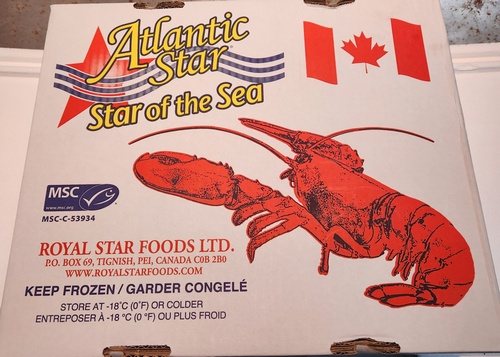 Atlantic
Star
Star of the Sea
MSC
www.msc.org
MSC-C-53934
ROYAL STAR FOODS LTD.
P.O. BOX 69, TIGNISH, PEI, CANADA C0B 2B0
WWW.ROYALSTARFOODS.COM
KEEP FROZEN / GARDER CONGELÉ
STORE AT -18˚C (0˚F) OR COLDER
ENTREPOSER À -18 °C (0 °F) OU PLUS FROID